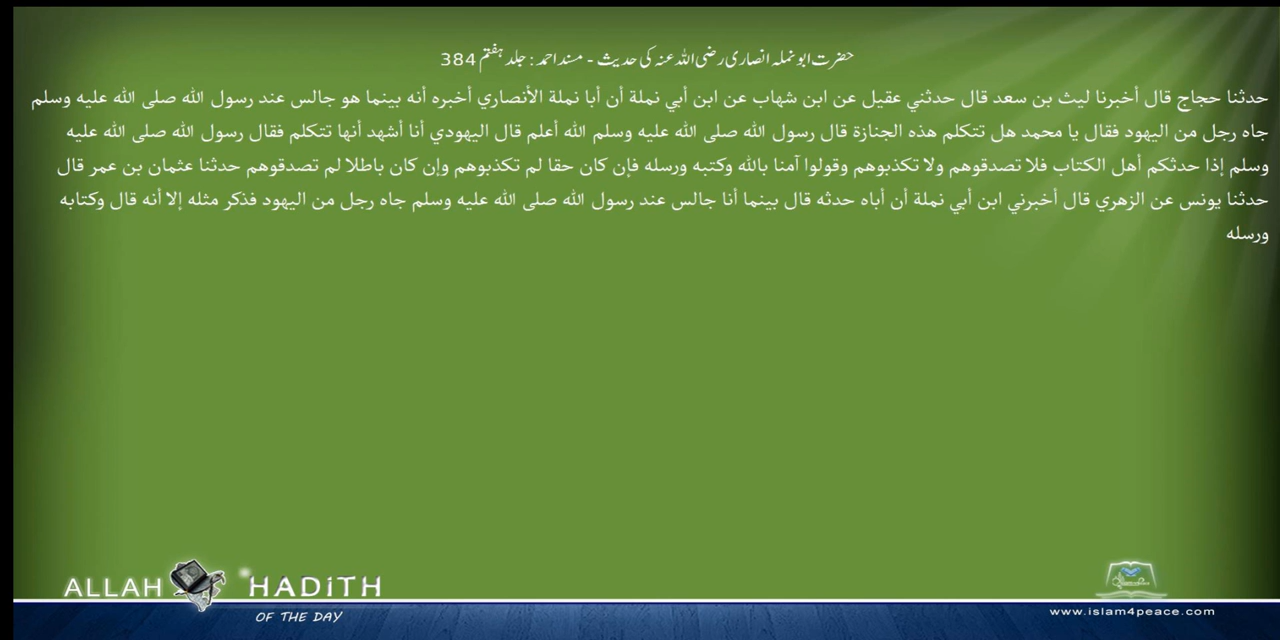 حضرت ابو نملہ انصاری رضی اللہ عنہ کی حدیث - مسند احمد : جلد ہفتم 384
حدثنا حجاج قال أخبرنا ليث بن سعد قال حدثني عقيل عن ابن شهاب عن ابن أبي نملة أن أبا نملة الأنصاري أخبره أنه بينما هو جالس عند رسول الله صلى الله عليه وسلم
جاه رجل من اليهود فقال يا محمد هل تتكلم هذه الجنازة قال رسول الله صلى الله عليه وسلم الله أعلم قال اليهودي أنا أشهد أنها تتكلم فقال رسول الله صلى الله عليه
وسلم إذا حدثكم أهل الكتاب فلا تصدقوهم ولا تكذبوهم وقولوا آمنا بالله وكتبه ورسله فإن كان حقا لم تكذبوهم وإن كان باطلا لم تصدقوهم حدثنا عثمان بن عمر قال
حدثنا يونس عن الزهري قال أخبرني ابن أبي نملة أن أباه حدثه قال بينما أنا جالس عند رسول الله صلى الله عليه وسلم جاه رجل من اليهود فذكر مثله إلا أنه قال وكتابه
ورسله
ALLAH HADITH
OF THE DAY
www.islam4peace.com